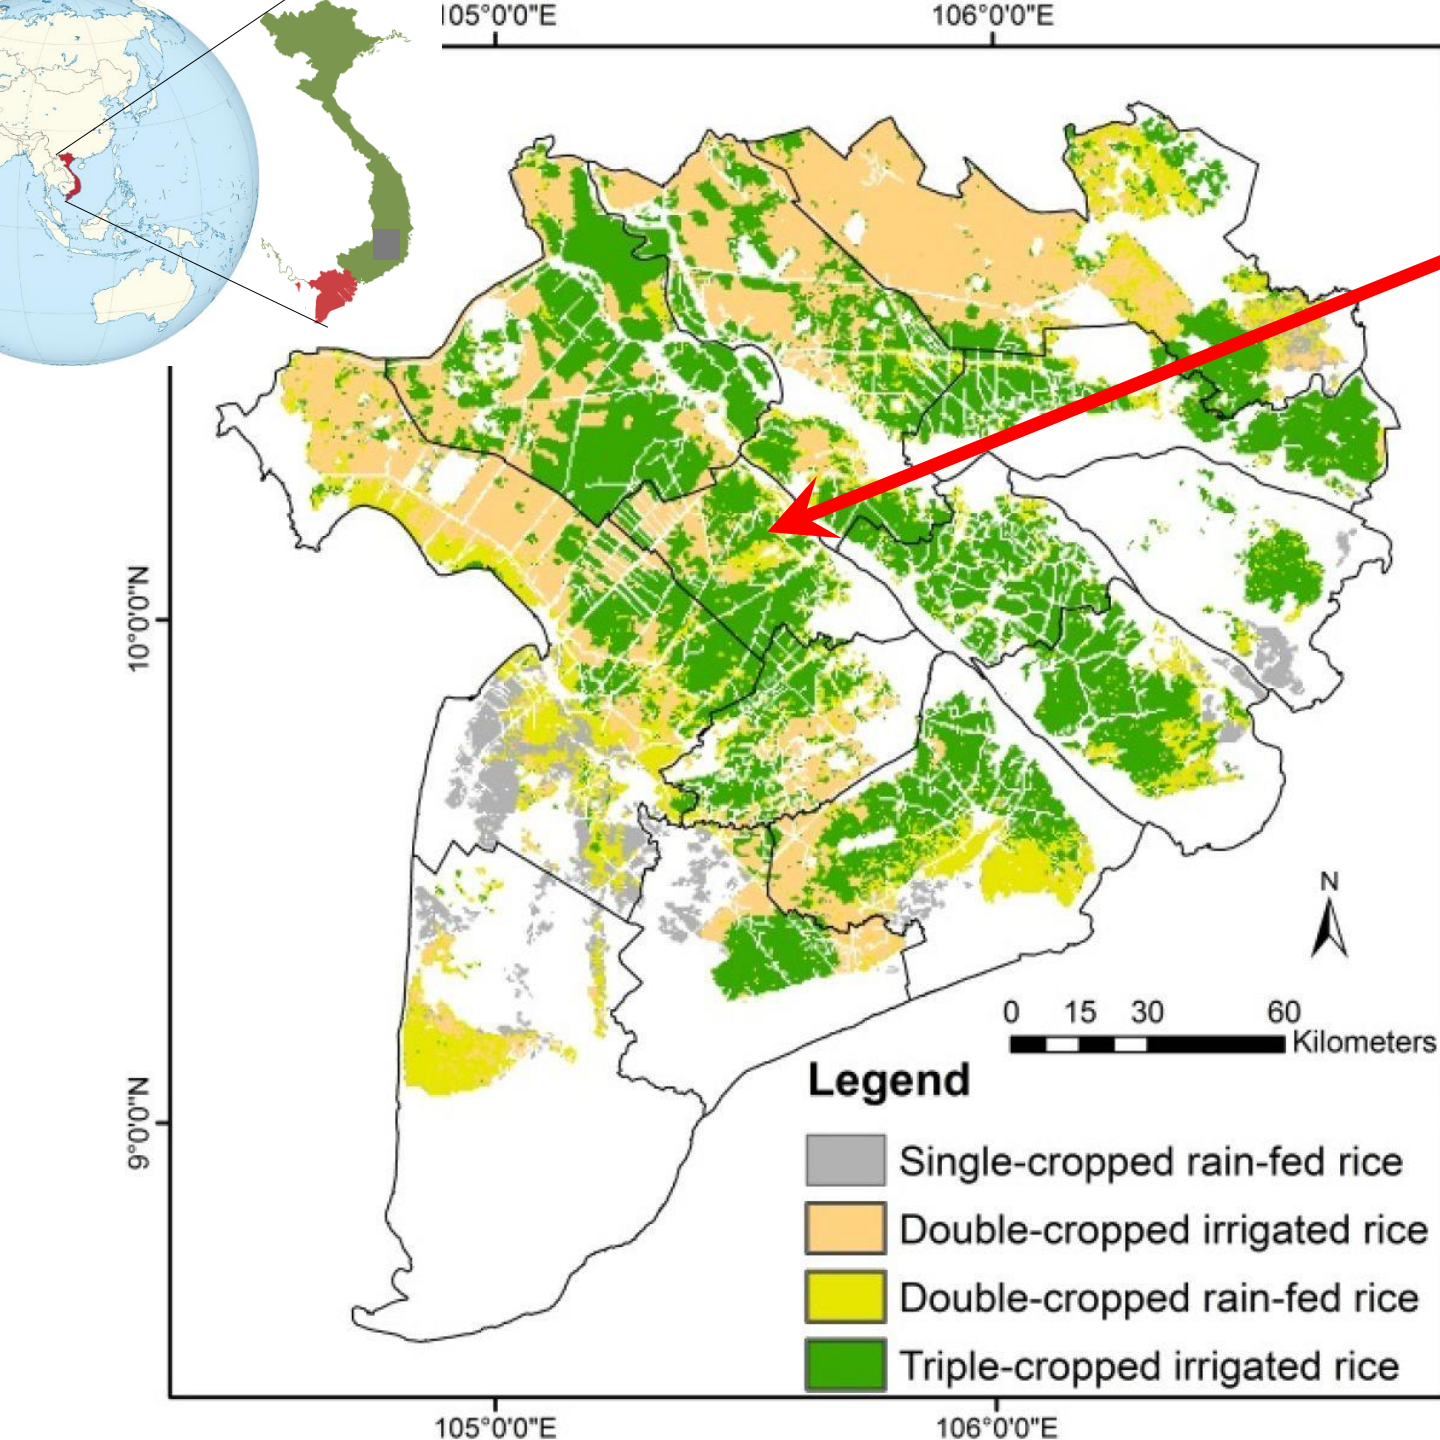 105°0'0"E
106°0'0"E
10°0'0"N
9°0'0"N
N
0 15 30 60
Kilometers
Legend
Single-cropped rain-fed rice
Double-cropped irrigated rice
Double-cropped rain-fed rice
Triple-cropped irrigated rice
105°0'0"E
106°0'0"E